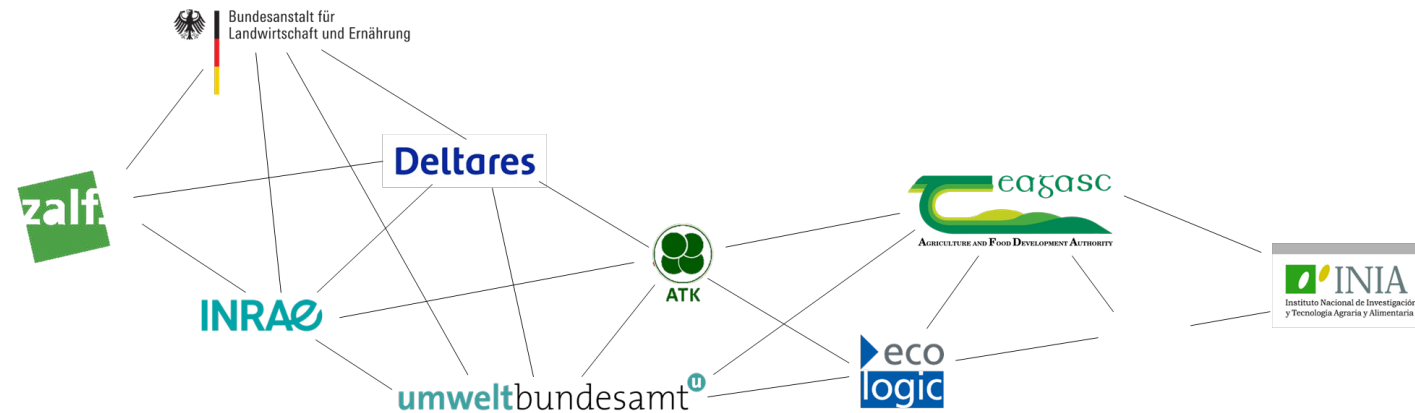 Bundesanstalt für
Landwirtschaft und Ernährung
Deltares
zalf.
eagasc
AGRICULTURE AND FOOD DEVELOPMENT AUTHORITY
INIA
Instituto Nacional de Investigación
y Tecnología Agraria y Alimentaria
ATK
INRAE
eco
logic
umweltbundesamt
u